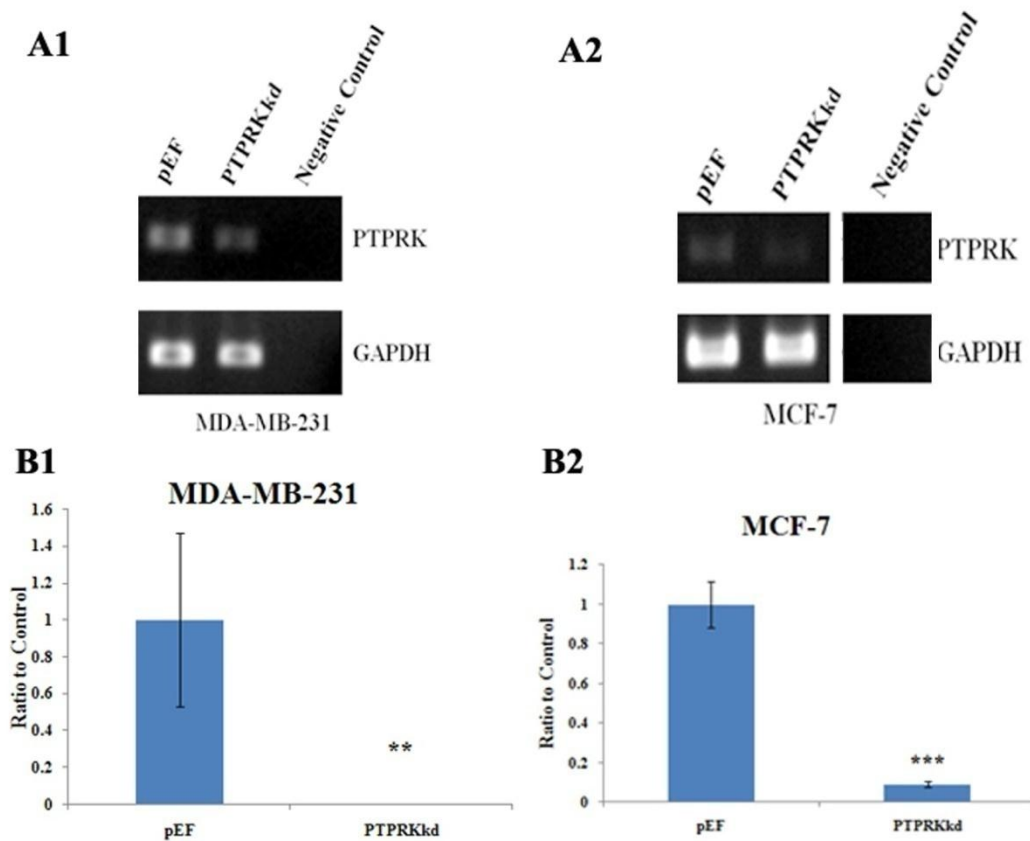 A1
pEF
PTPRKkd
Negative Control
PTPRK
GAPDH
MDA-MB-231
A2
pEF
PTPRKkd
Negative Control
PTPRK
GAPDH
MCF-7
B1
MDA-MB-231
Ratio to Control
1.6
1.4
1.2
1
0.8
0.6
0.4
0.2
0
**
pEF
PTPRKkd
B2
MCF-7
Ratio to Control
1.2
1
0.8
0.6
0.4
0.2
0
***
pEF
PTPRKkd